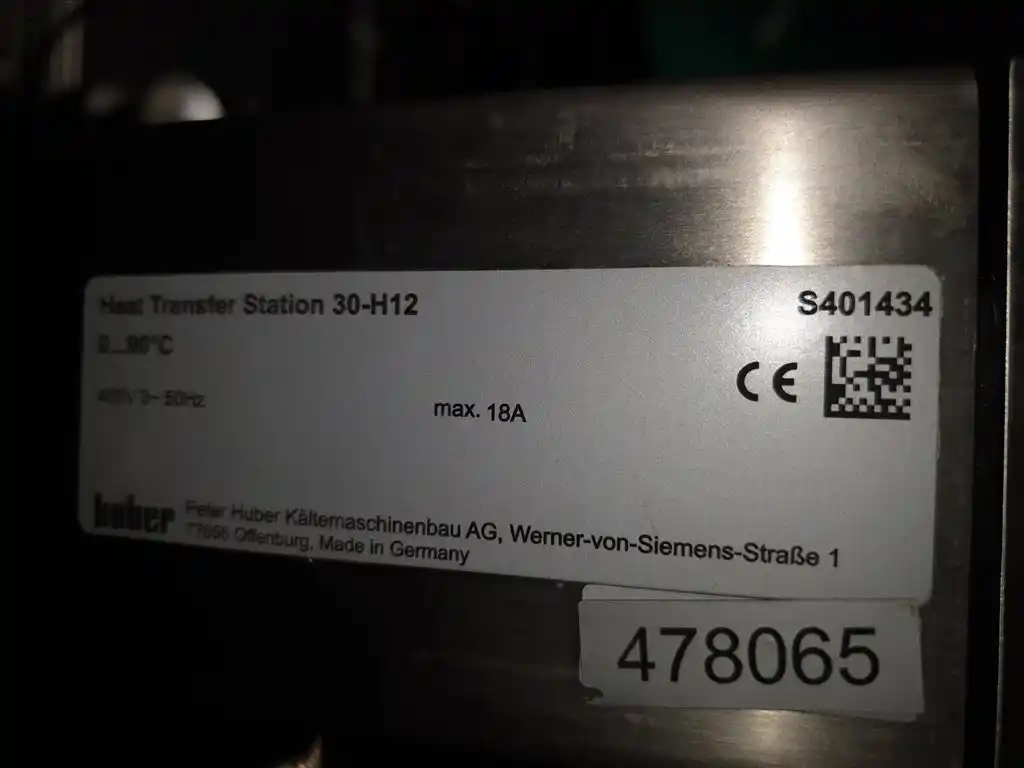 Heat Transfer Station 30-H12
S401434
0...90°C
CE
400V 3~ 50Hz
max. 18A
huber
Peter Huber Kältemaschinenbau AG, Werner-von-Siemens-Straße 1
77656 Offenburg, Made in Germany
478065